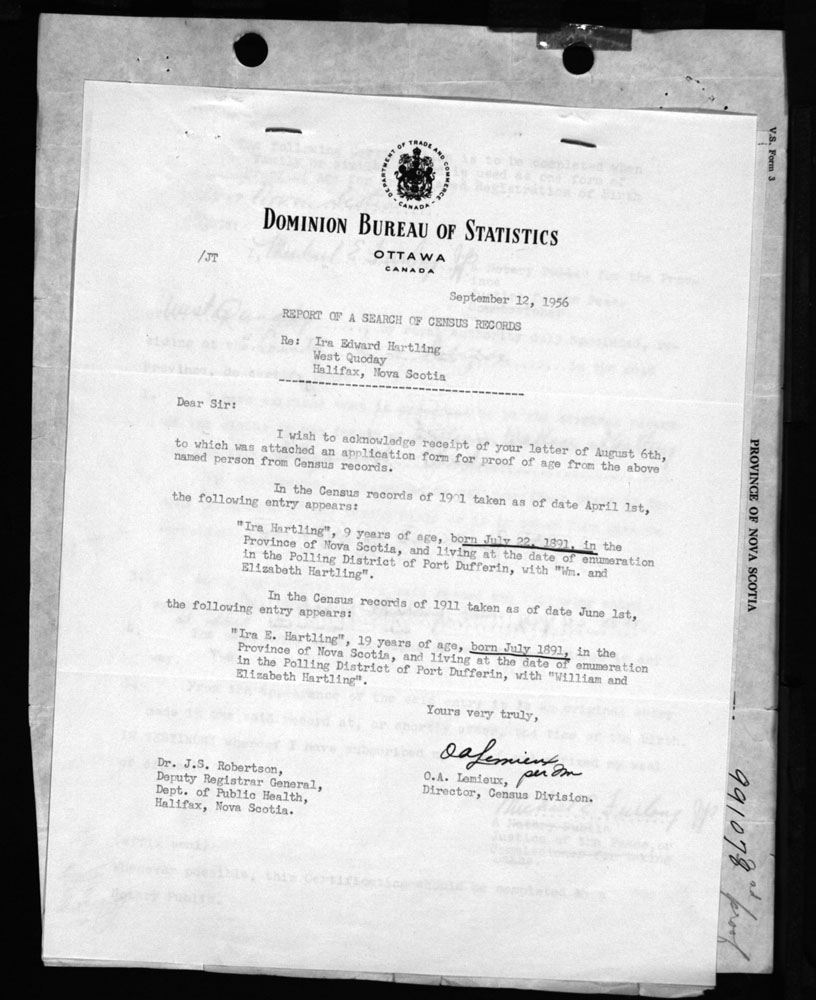 V.S. Form 3
DEPARTMENT OF TRADE AND COMMERCE
CANADA
DOMINION BUREAU OF STATISTICS
OTTAWA
CANADA
/JT
September 12, 1956
REPORT OF A SEARCH OF CENSUS RECORDS
Re: Ira Edward Hartling
West Quoday
Halifax, Nova Scotia
Dear Sir:
I wish to acknowledge receipt of your letter of August 6th,
to which was attached an application form for proof of age from the above
named person from Census records.
In the Census records of 1901 taken as of date April 1st,
the following entry appears:
"Ira Hartling", 9 years of age, born July 22, 1891, in the
Province of Nova Scotia, and living at the date of enumeration
in the Polling District of Port Dufferin, with "Wm. and
Elizabeth Hartling".
In the Census records of 1911 taken as of date June 1st,
the following entry appears:
"Ira E. Hartling", 19 years of age, born July 1891, in the
Province of Nova Scotia, and living at the date of enumeration
in the Polling District of Port Dufferin, with "William and
Elizabeth Hartling".
Yours very truly,
OALemieux
per
C.A. Lemieux,
Director, Census Division.
Dr. J.S. Robertson,
Deputy Registrar General,
Dept. of Public Health,
Halifax, Nova Scotia.
PROVINCE OF NOVA SCOTIA
991078
proof